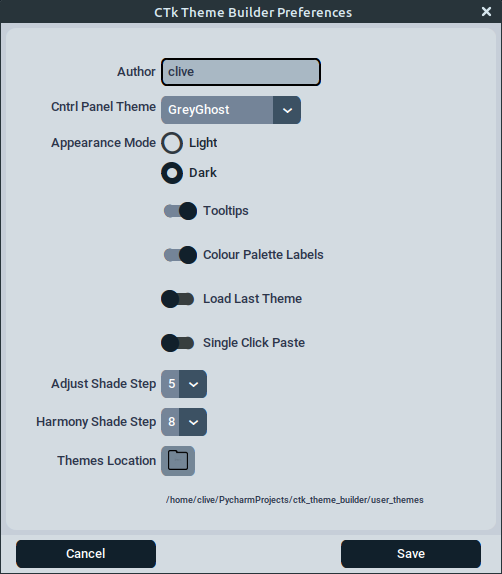 CTk Theme Builder Preferences
Author clive
Cntrl Panel Theme GreyGhost
Appearance Mode Light
Dark
Tooltips
Colour Palette Labels
Load Last Theme
Single Click Paste
Adjust Shade Step 5
Harmony Shade Step 8
Themes Location
/home/clive/PycharmProjects/ctk_theme_builder/user_themes
Cancel Save